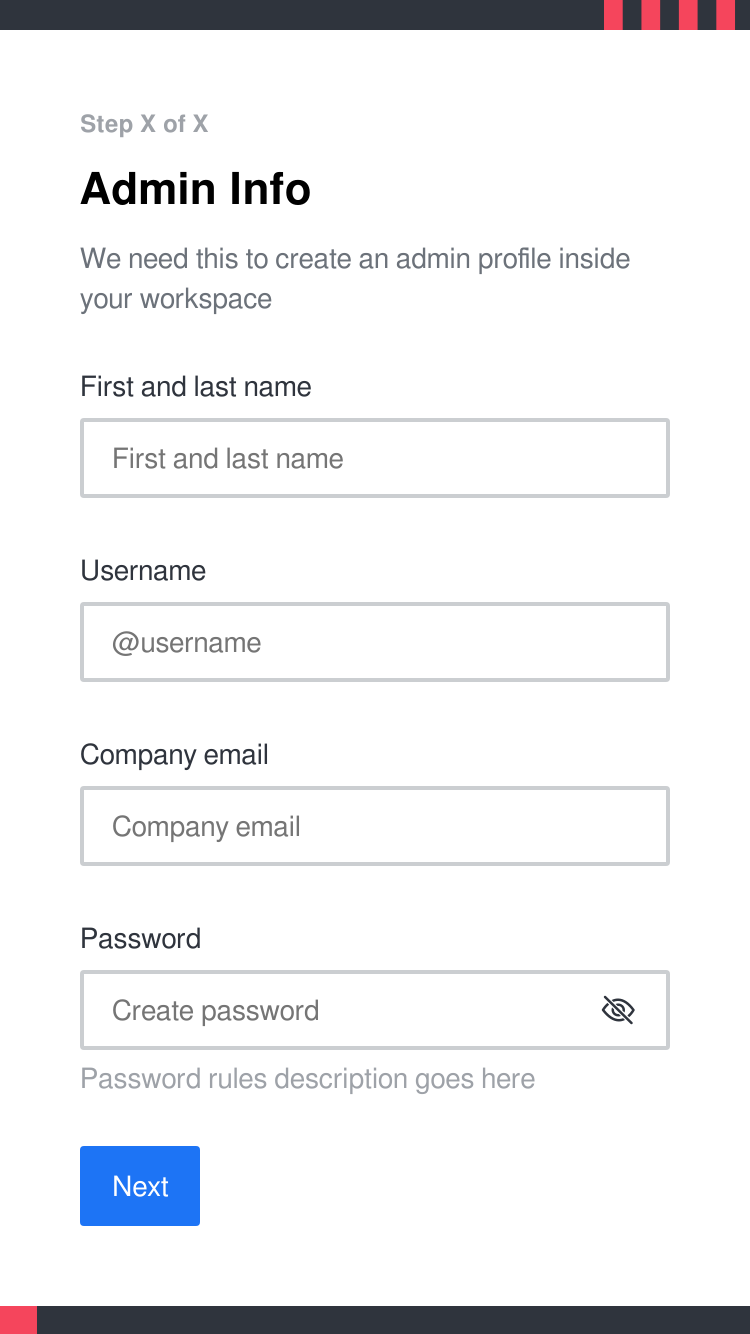 Step X of X
Admin Info
We need this to create an admin profile inside
your workspace
First and last name
First and last name
Username
@username
Company email
Company email
Password
Create password
Password rules description goes here
Next